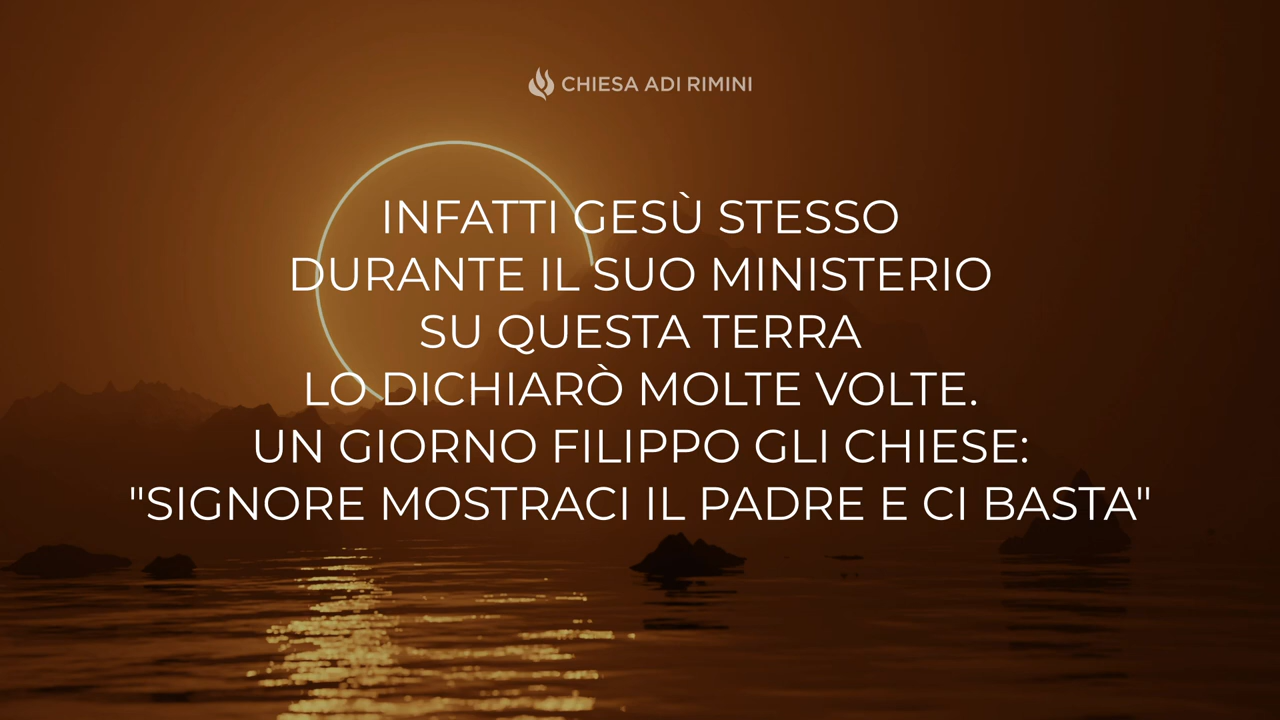 CHIESA ADI RIMINI
INFATTI GESÙ STESSO
DURANTE IL SUO MINISTERIO
SU QUESTA TERRA
LO DICHIARÒ MOLTE VOLTE.
UN GIORNO FILIPPO GLI CHIESE:
"SIGNORE MOSTRACI IL PADRE E CI BASTA"